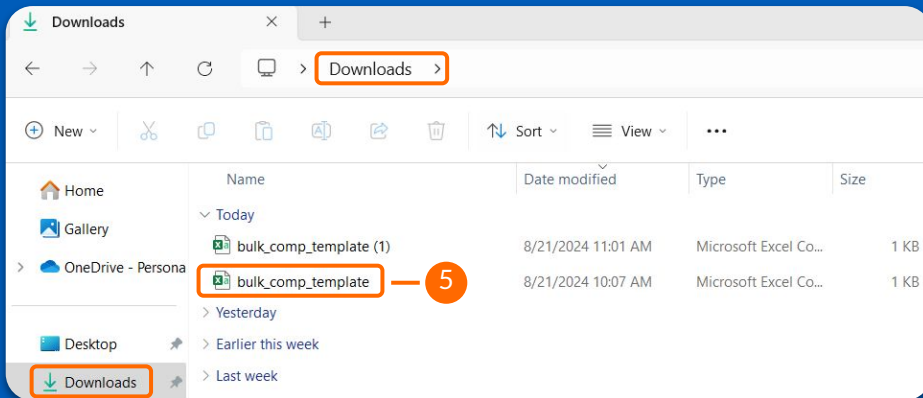 Downloads
Downloads
New
Sort
View
Home
Gallery
OneDrive - Persona
Desktop
Downloads
Name Date modified Type Size
Today
bulk_comp_template (1) 8/21/2024 11:01 AM Microsoft Excel Co... 1 KB
bulk_comp_template 5 8/21/2024 10:07 AM Microsoft Excel Co... 1 KB
Yesterday
Earlier this week
Last week